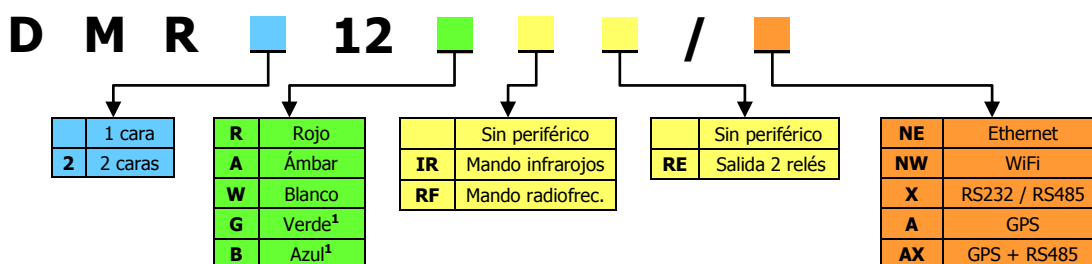 D M R 12 /
1 cara
2 2 caras
R Rojo
A Ámbar
W Blanco
G Verde¹
B Azul¹
Sin periférico
IR Mando infrarojos
RF Mando radiofrec.
Sin periférico
RE Salida 2 relés
NE Ethernet
NW WiFi
X RS232 / RS485
A GPS
AX GPS + RS485